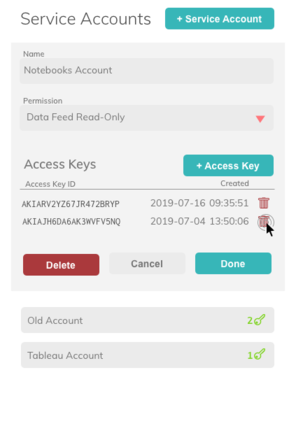 Service Accounts
+ Service Account
Name
Notebooks Account
Permission
Data Feed Read-Only
Access Keys
+ Access Key
Access Key ID Created
AKIARV2YZ67JR472BRYP 2019-07-16 09:35:51
AKIAJH6DA6AK3WVFV5NQ 2019-07-04 13:50:06
Delete Cancel Done
Old Account 2
Tableau Account 1